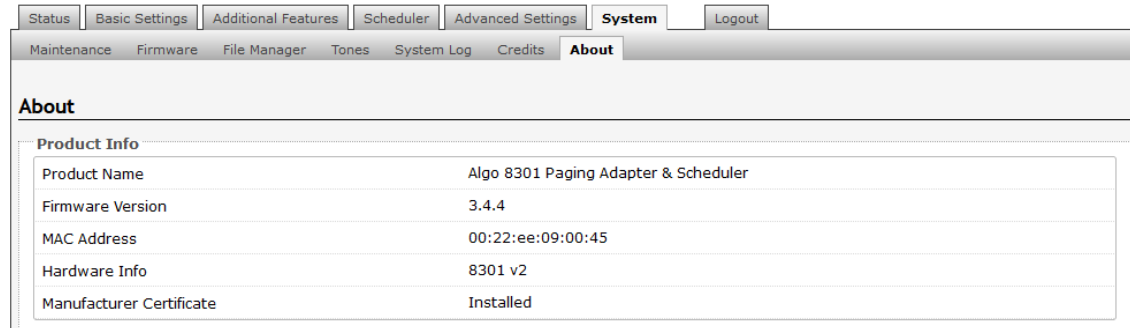 Status Basic Settings Additional Features Scheduler Advanced Settings System Logout
Maintenance Firmware File Manager Tones System Log Credits About
About
Product Info
Product Name Algo 8301 Paging Adapter & Scheduler
Firmware Version 3.4.4
MAC Address 00:22:ee:09:00:45
Hardware Info 8301 v2
Manufacturer Certificate Installed